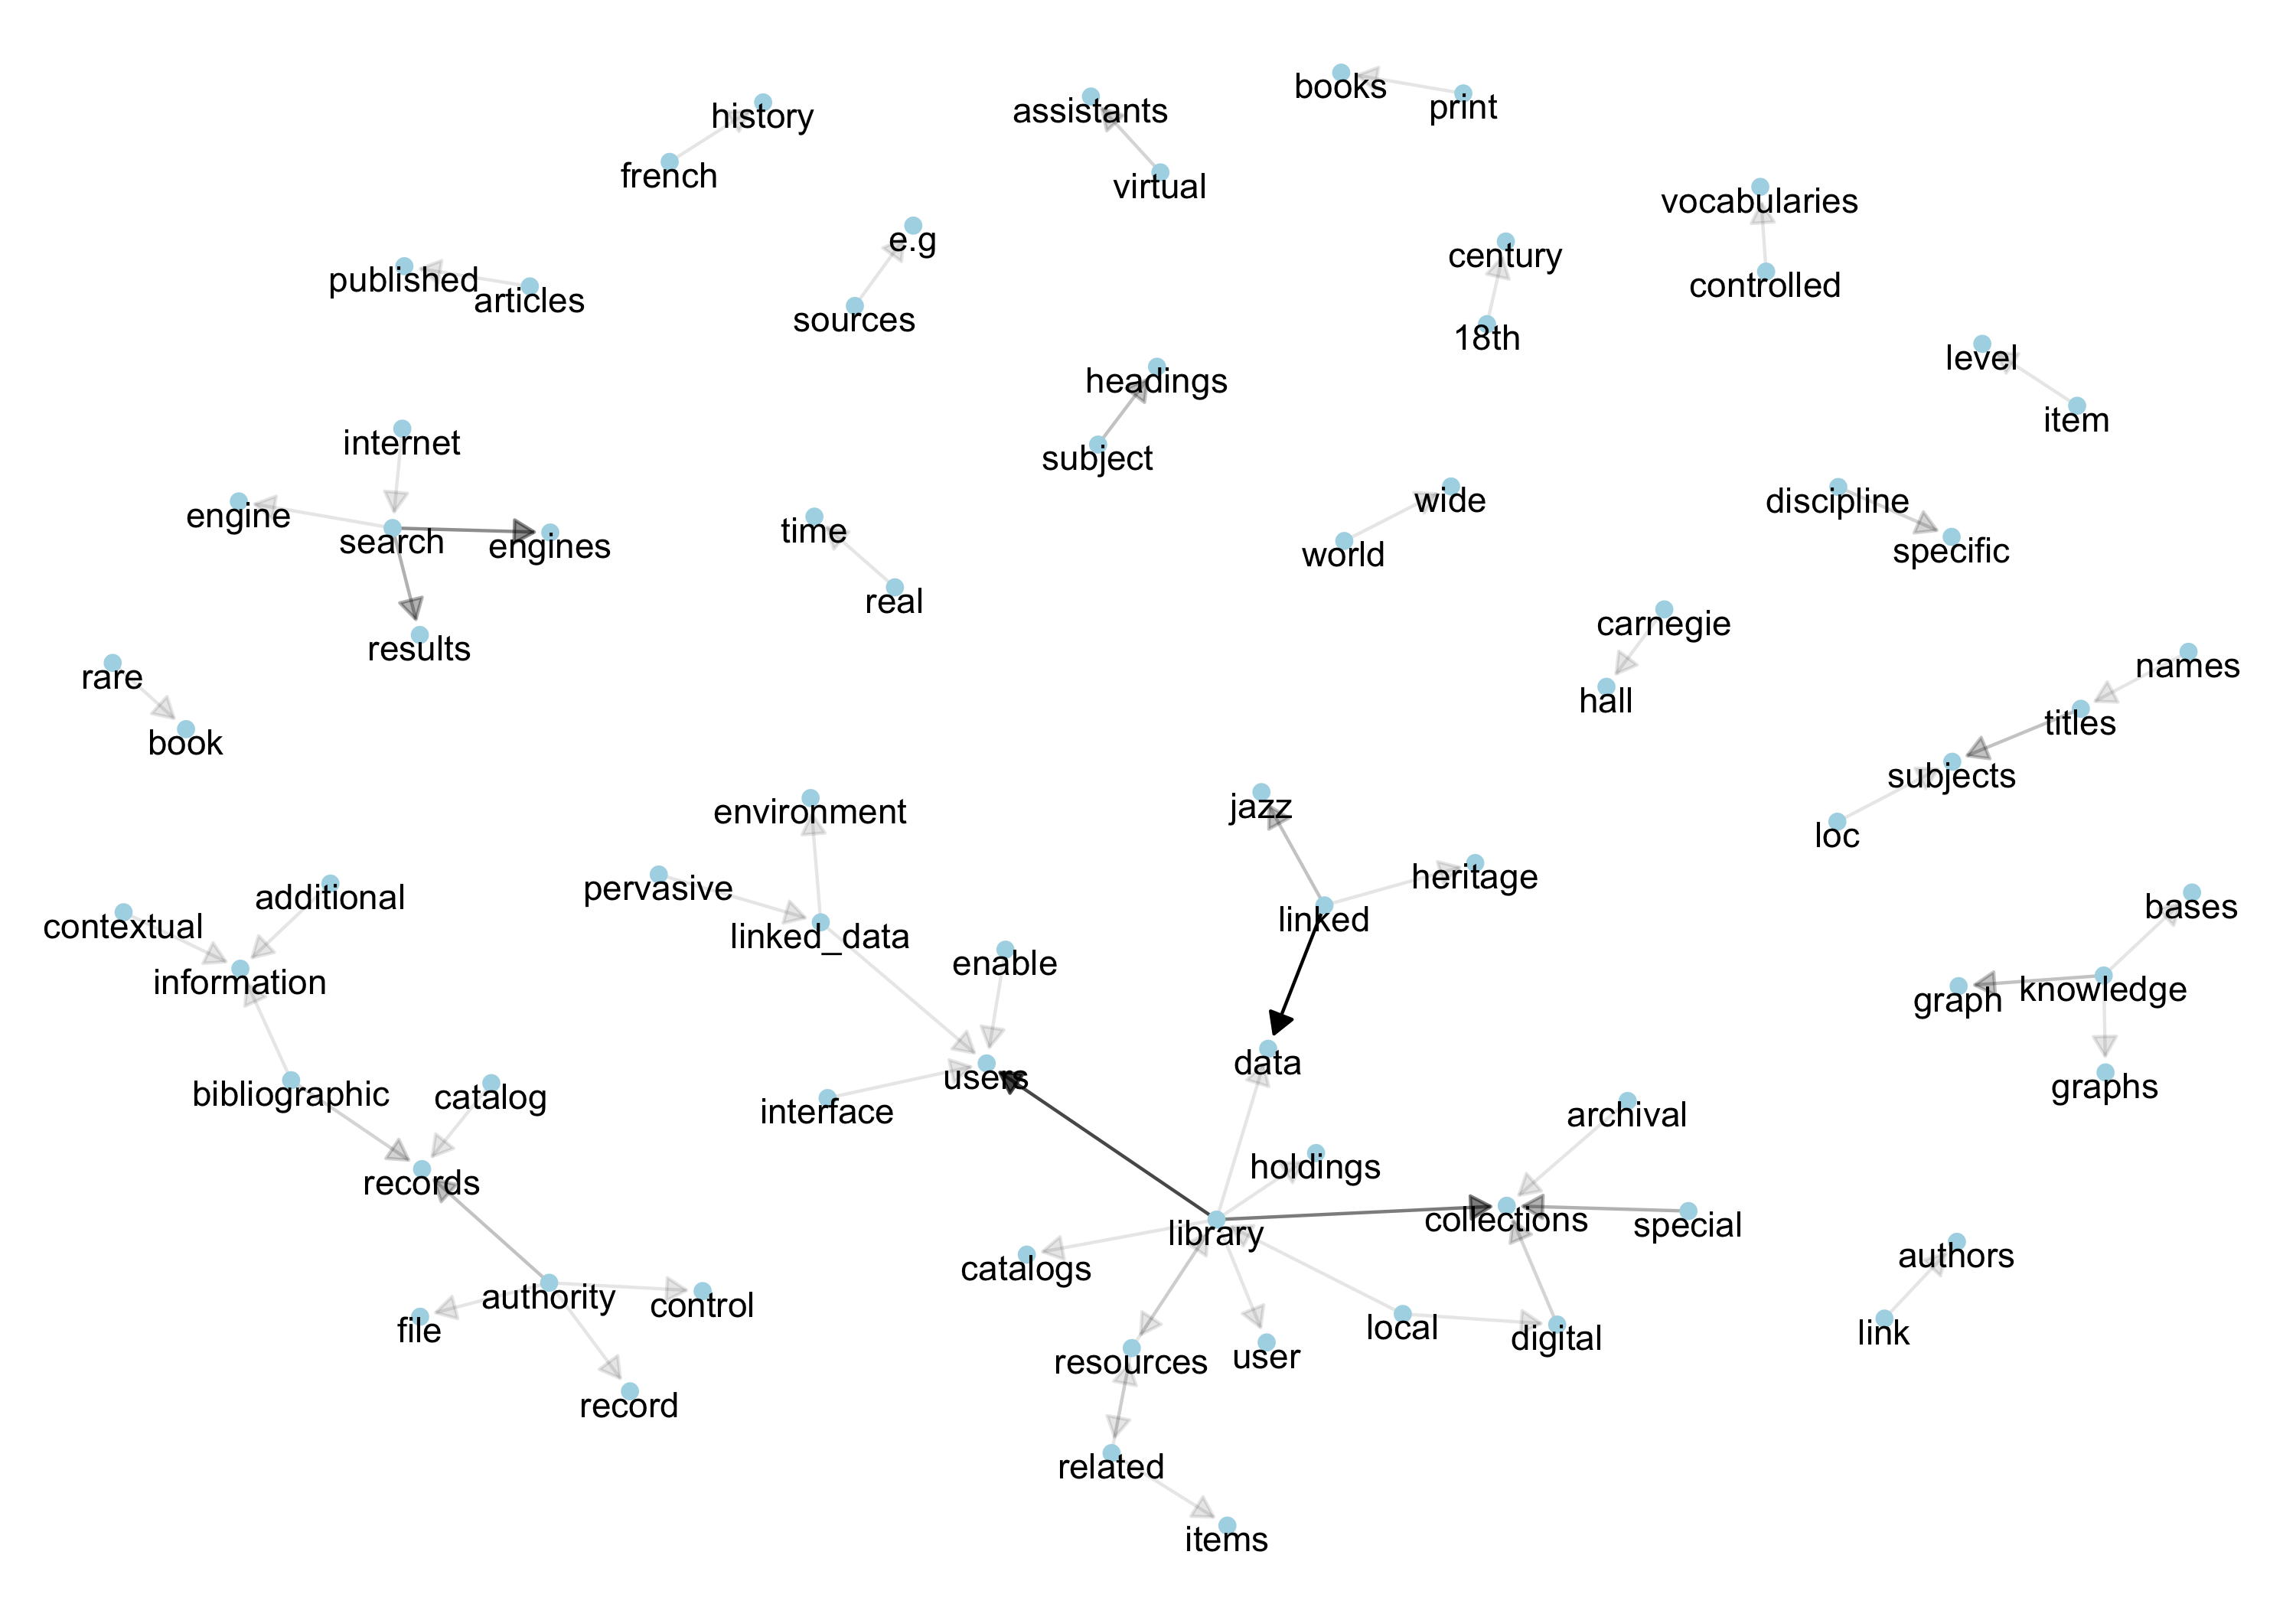 books
print
history
assistants
french
virtual
vocabularies
e.g
century
published
controlled
articles
sources
18th
level
headings
item
internet
subject
wide
discipline
engine
time
search
engines
world
specific
real
carnegie
results
names
rare
hall
titles
book
subjects
jazz
environment
loc
heritage
pervasive
additional
bases
linked
contextual
linked_data
enable
information
knowledge
graph
data
users
graphs
bibliographic
catalog
interface
archival
holdings
records
collections
special
library
authors
catalogs
authority
control
local
file
link
digital
user
resources
record
related
items